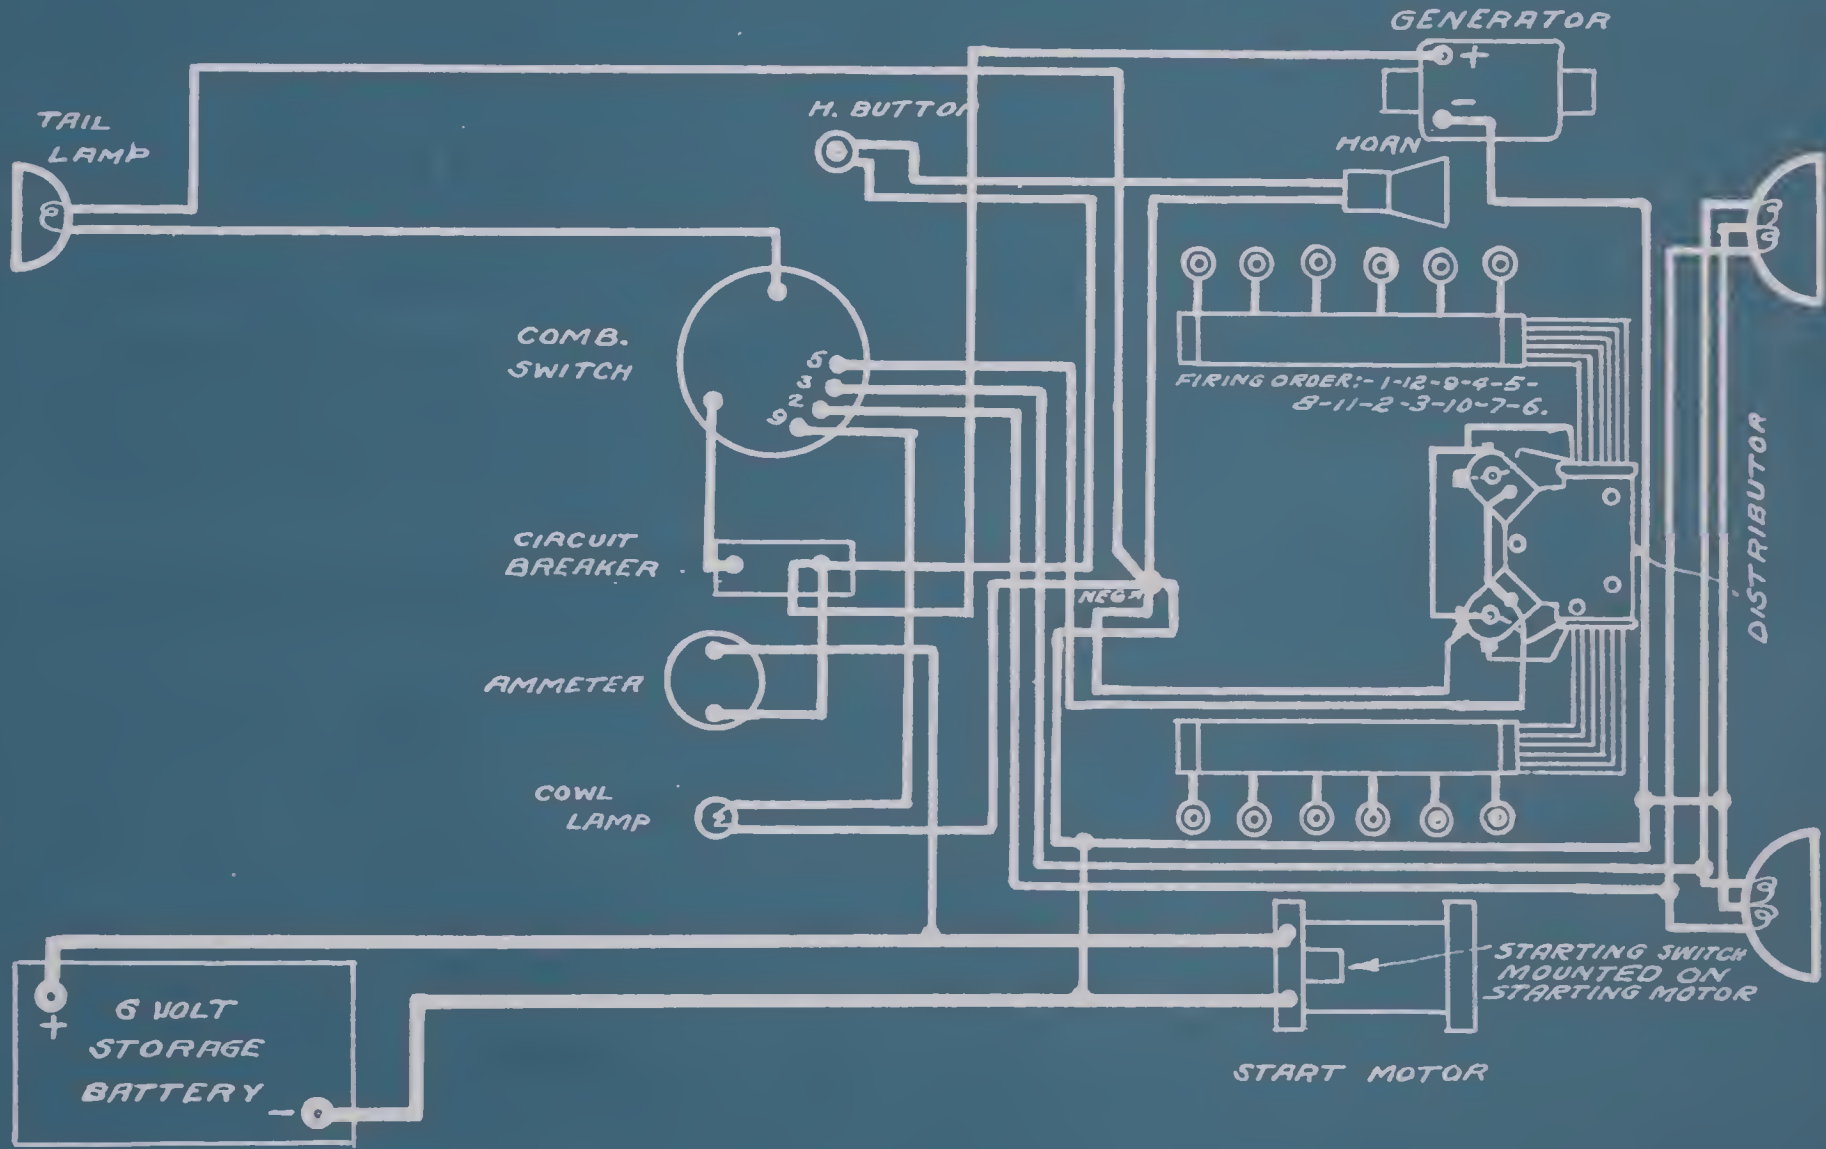 GENERATOR
+
-
TAIL
LAMP
H. BUTTON
HORN
COMB.
SWITCH
5
3
2
9
FIRING ORDER:- 1-12-9-4-5-
8-11-2-3-10-7-6.
DISTRIBUTOR
CIRCUIT
BREAKER
NEGA
AMMETER
COWL
LAMP
STARTING SWITCH
MOUNTED ON
STARTING MOTOR
+
6 VOLT
STORAGE
BATTERY -
START MOTOR